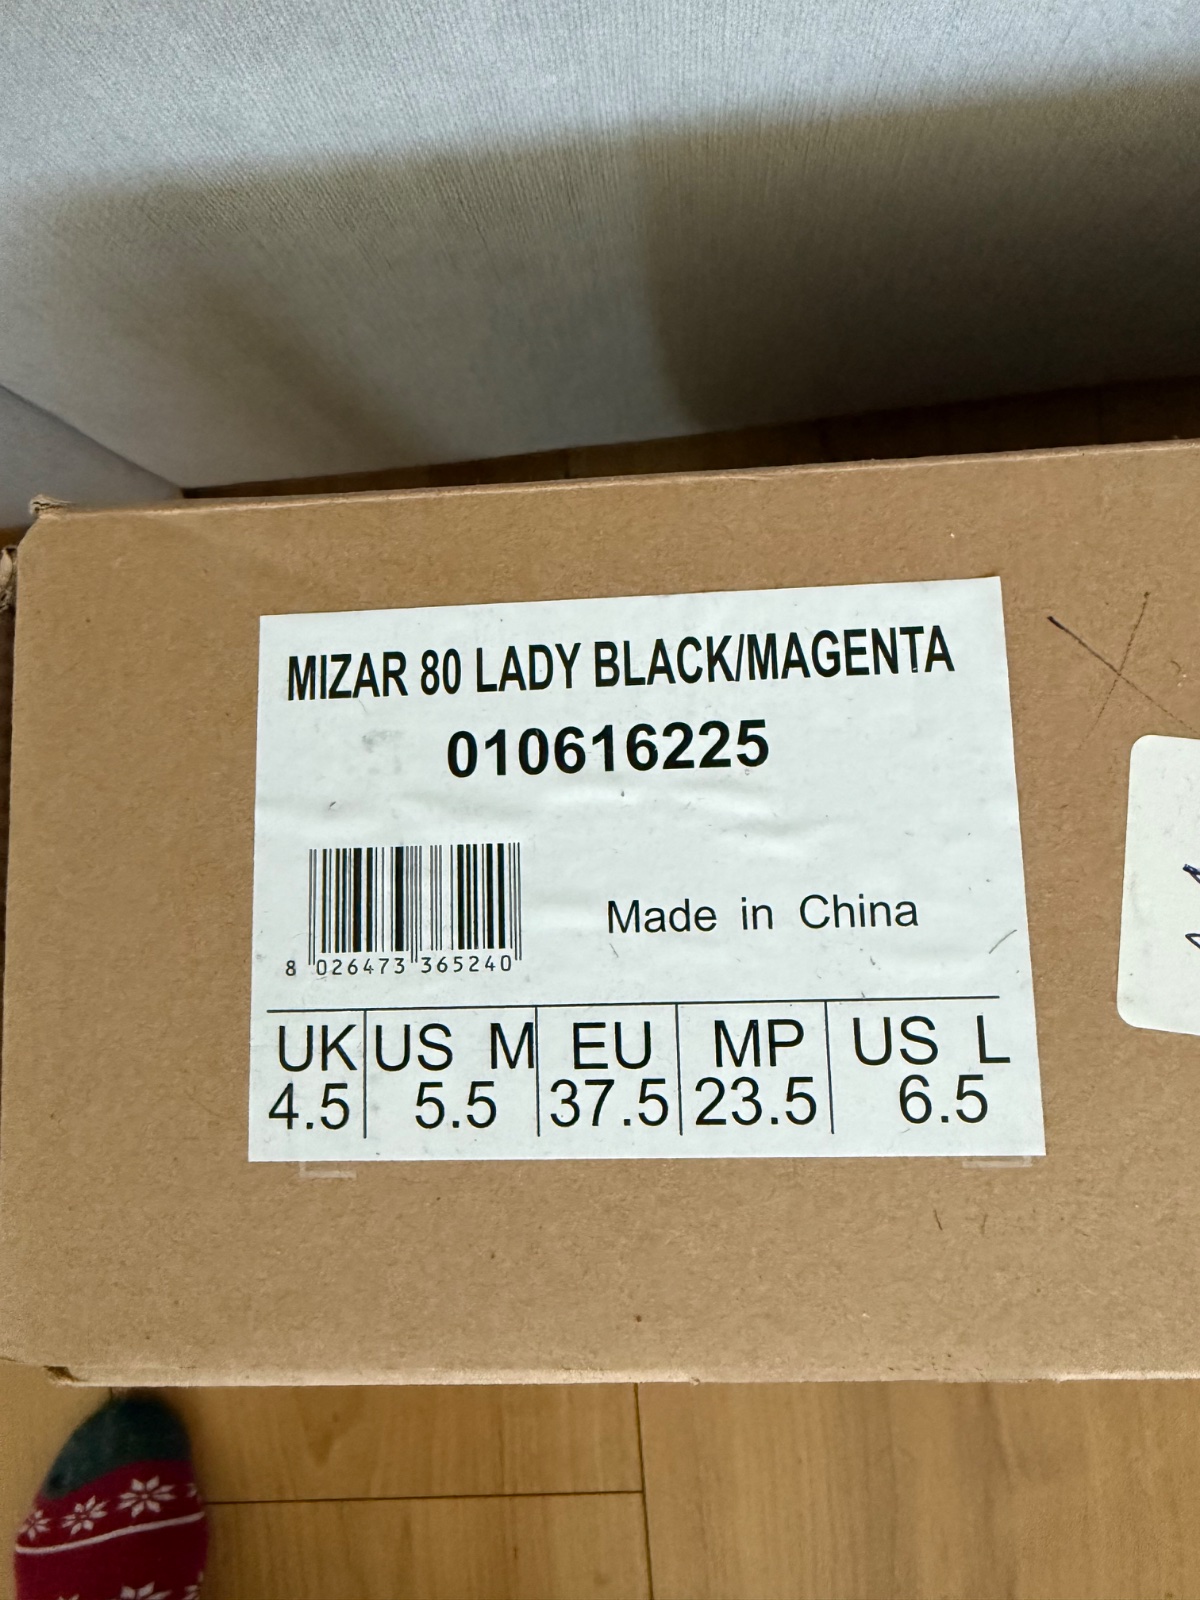 MIZAR 80 LADY BLACK/MAGENTA
010616225
Made in China
8 026473 365240
UK US M EU MP US L
4.5 5.5 37.5 23.5 6.5